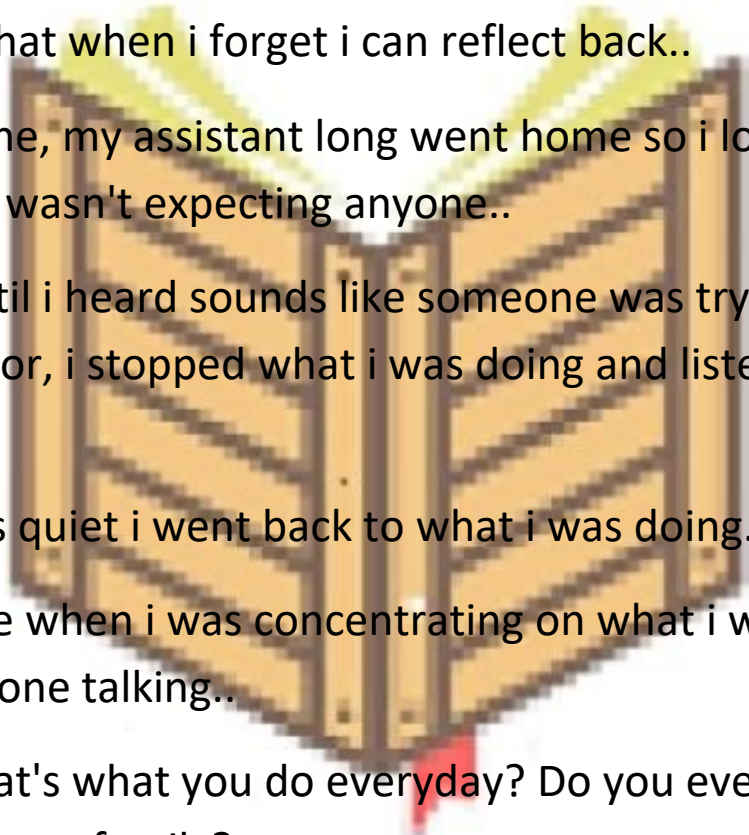 hat when i forget i can reflect back..
ne, my assistant long went home so i lo
wasn't expecting anyone..
til i heard sounds like someone was try
or, i stopped what i was doing and liste
s quiet i went back to what i was doing.
e when i was concentrating on what i w
one talking..
at's what you do everyday? Do you eve